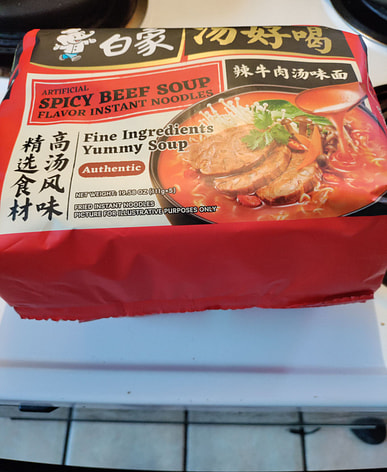 白象
汤好喝
辣牛肉汤味面
ARTIFICIAL
SPICY BEEF SOUP
FLAVOR INSTANT NOODLES
Fine Ingredients
Yummy Soup
Authentic
高汤风味
精选食材
NET WEIGHT: 19.58 OZ (111g×5)
FRIED INSTANT NOODLES
PICTURE FOR ILLUSTRATIVE PURPOSES ONLY